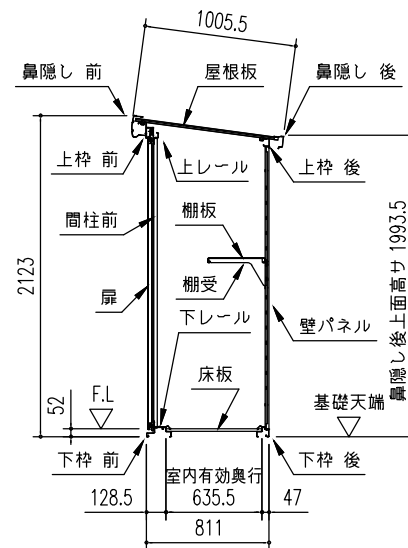 1005.5
鼻隠し 前
屋根板
鼻隠し 後
上枠 前
上レール
上枠 後
間柱前
棚板
2123
扉
棚受
下レール
壁パネル
鼻隠し後上面高サ 1993.5
F.L
床板
基礎天端
52
下枠 前
室内有効奥行
下枠 後
128.5
635.5
47
811